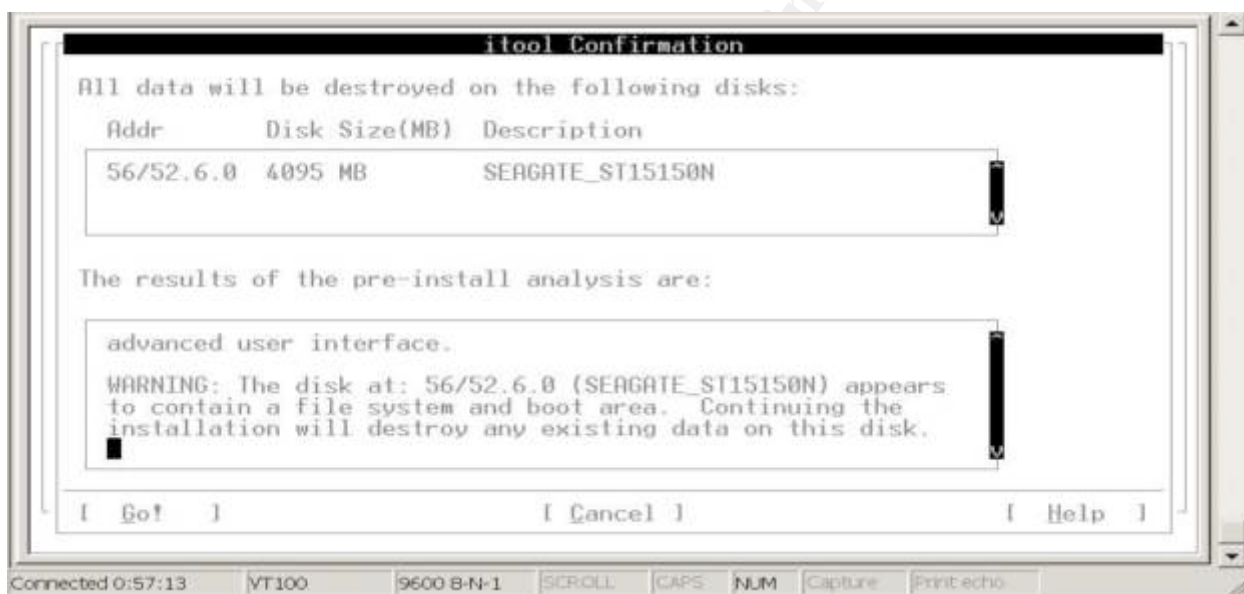 itool Confirmation
All data will be destroyed on the following disks:
Addr Disk Size(MB) Description
56/52.6.0 4095 MB SEAGATE_ST15150N
The results of the pre-install analysis are:
advanced user interface.
WARNING: The disk at: 56/52.6.0 (SEAGATE_ST15150N) appears
to contain a file system and boot area. Continuing the
installation will destroy any existing data on this disk.
[ Go! ] [ Cancel ] [ Help ]
Connected 0:57:13 VT100 9600 8-N-1 SCROLL CAPS NUM Capture Print echo